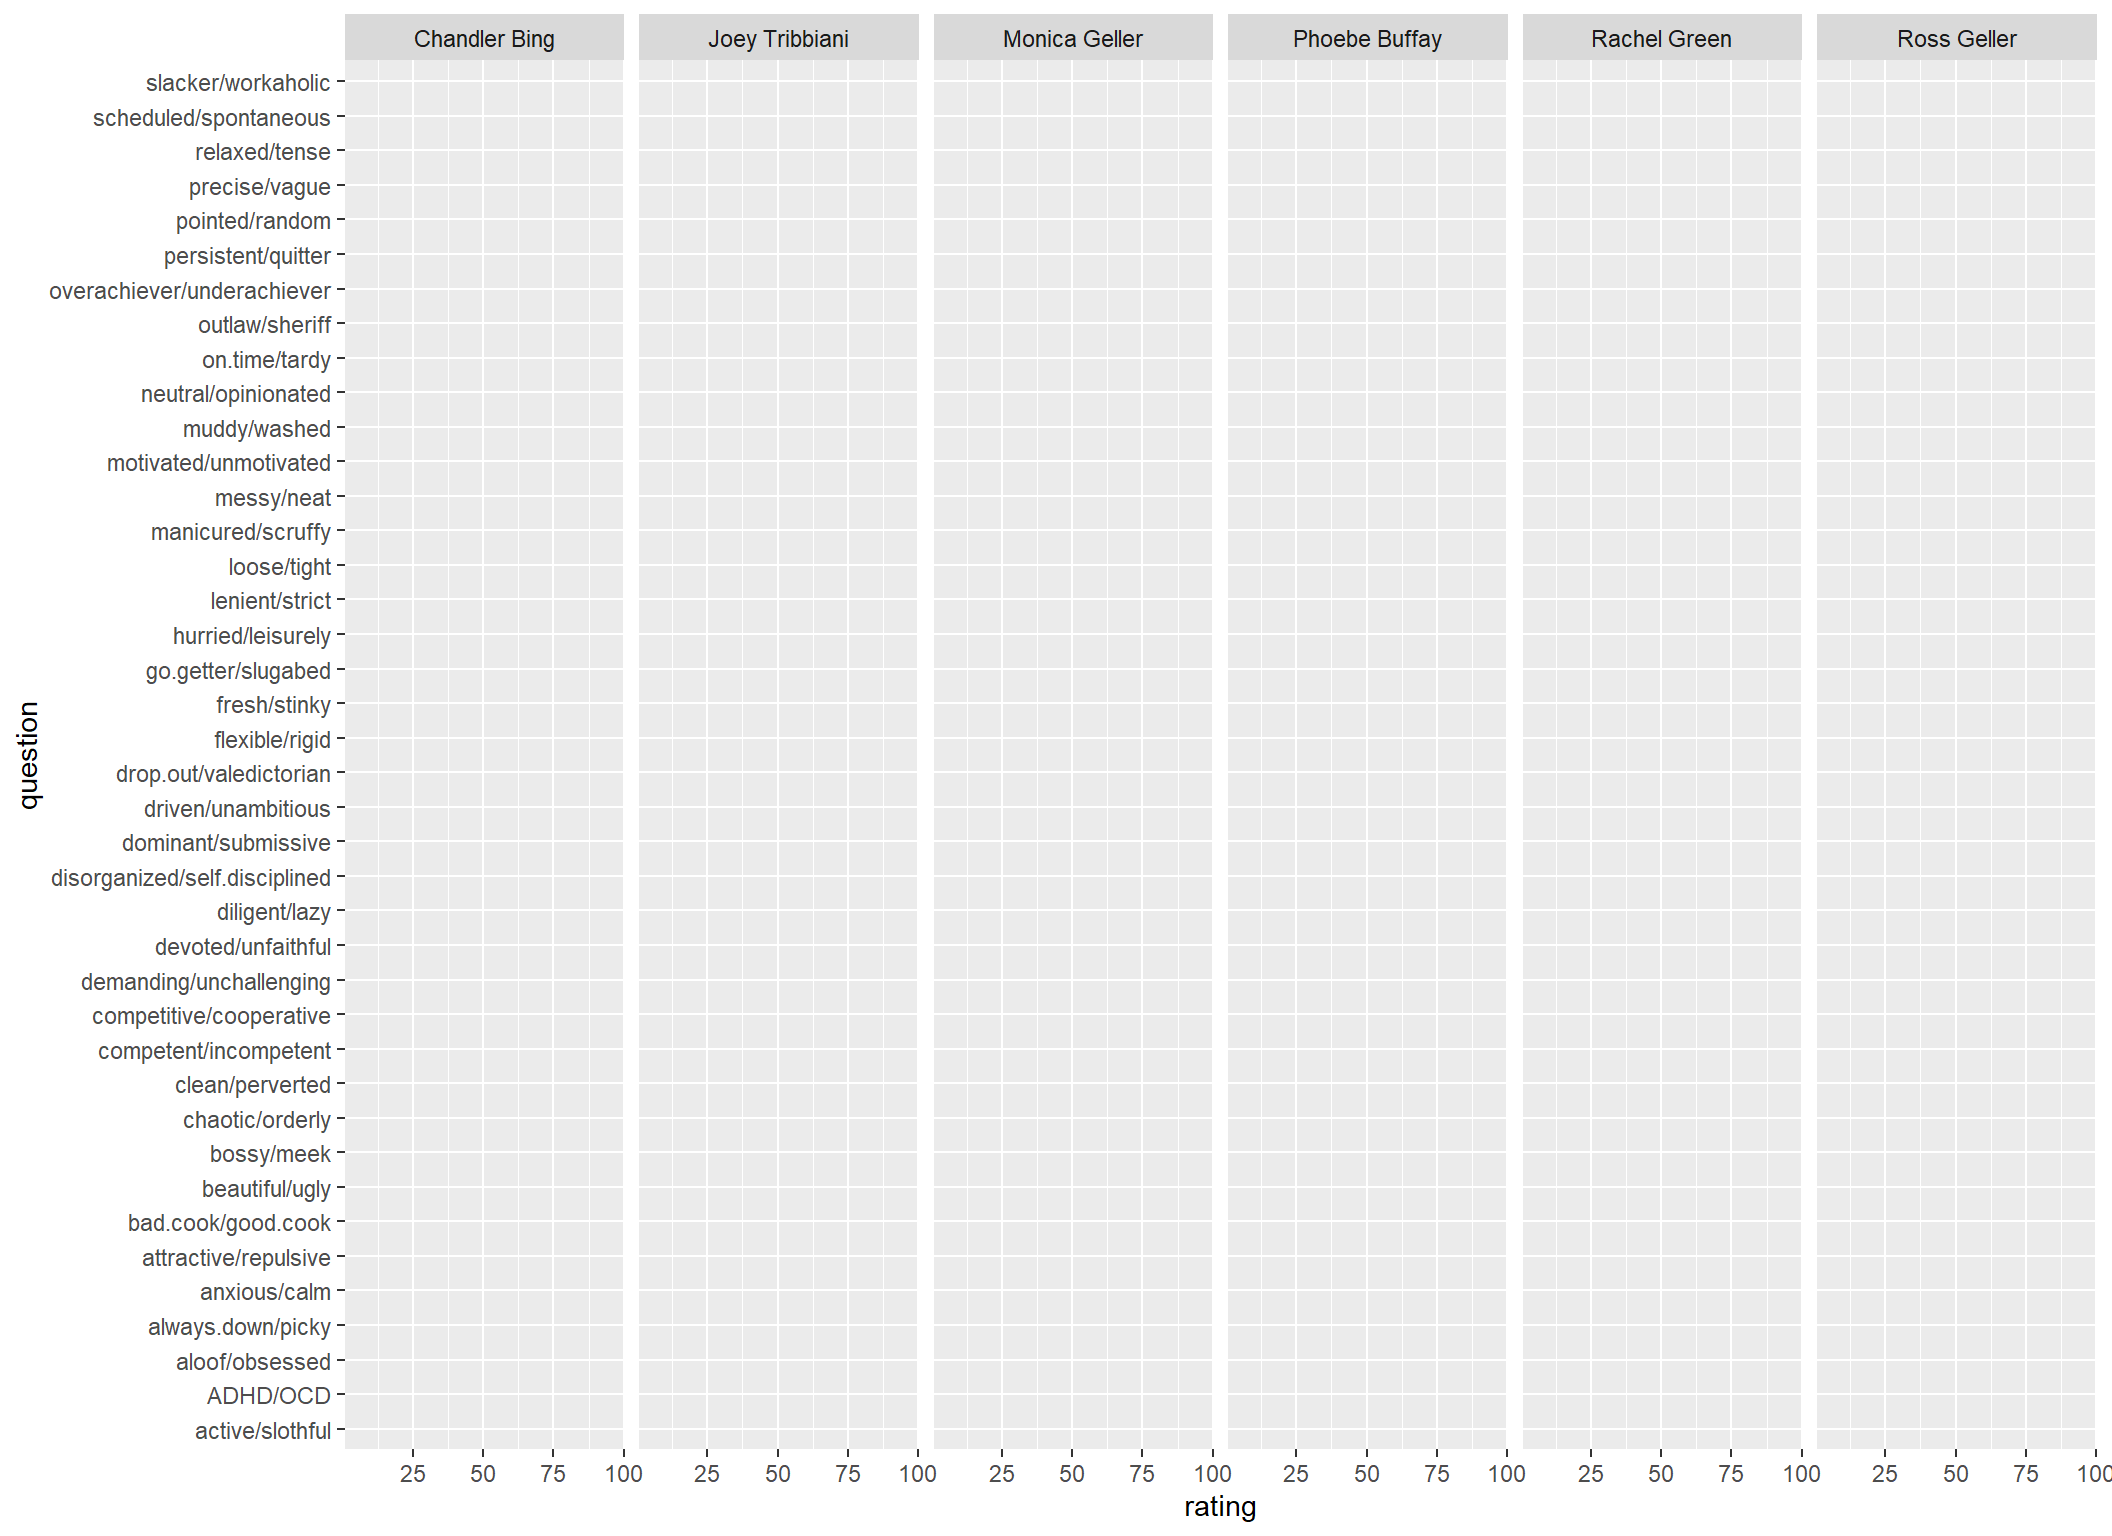 Chandler Bing Joey Tribbiani Monica Geller Phoebe Buffay Rachel Green Ross Geller
slacker/workaholic
scheduled/spontaneous
relaxed/tense
precise/vague
pointed/random
persistent/quitter
overachiever/underachiever
outlaw/sheriff
on.time/tardy
neutral/opinionated
muddy/washed
motivated/unmotivated
messy/neat
manicured/scruffy
loose/tight
lenient/strict
hurried/leisurely
go.getter/slugabed
fresh/stinky
flexible/rigid
drop.out/valedictorian
driven/unambitious
dominant/submissive
disorganized/self.disciplined
diligent/lazy
devoted/unfaithful
demanding/unchallenging
competitive/cooperative
competent/incompetent
clean/perverted
chaotic/orderly
bossy/meek
beautiful/ugly
bad.cook/good.cook
attractive/repulsive
anxious/calm
always.down/picky
aloof/obsessed
ADHD/OCD
active/slothful
question
25 50 75 100 25 50 75 100 25 50 75 100 25 50 75 100 25 50 75 100 25 50 75 100
rating